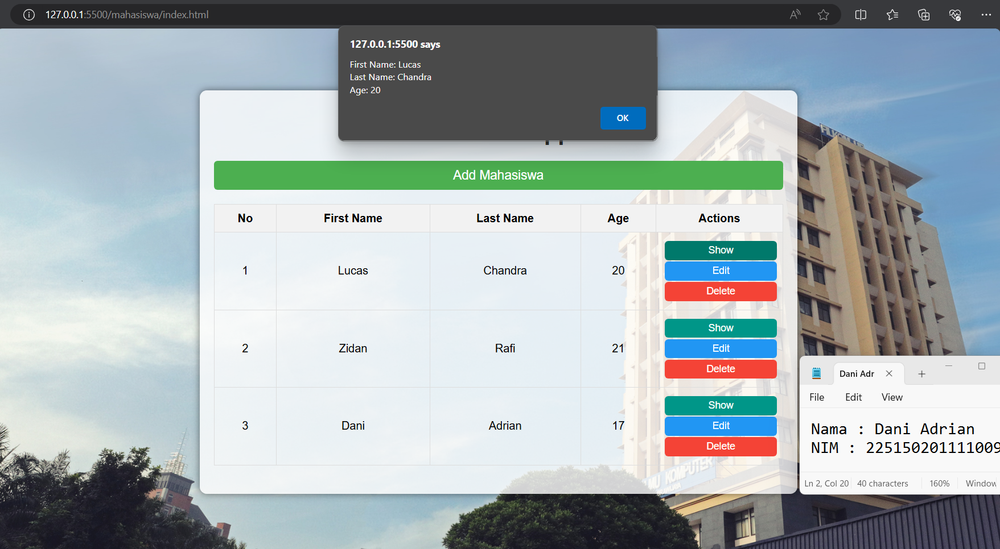 127.0.0.1:5500/mahasiswa/index.html
127.0.0.1:5500 says
First Name: Lucas
Last Name: Chandra
Age: 20
OK
Add Mahasiswa
No First Name Last Name Age Actions
1 Lucas Chandra 20 Show
Edit
Delete
2 Zidan Rafi 21 Show
Edit
Delete
3 Dani Adrian 17 Show
Edit
Delete
Dani Adr
File Edit View
Nama : Dani Adrian
NIM : 225150201111009
Ln 2, Col 20 40 characters 160% Window
KOMPUTER